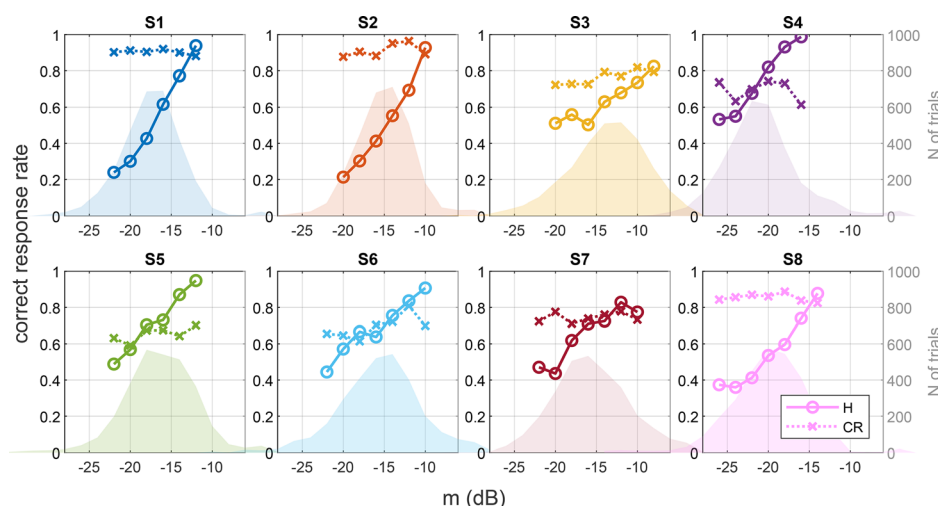 S1 S2 S3 S4
1 1 1 1 1000
0.8 0.8 0.8 0.8 800
0.6 0.6 0.6 0.6 600
0.4 0.4 0.4 0.4 400
0.2 0.2 0.2 0.2 200
0 0 0 0 0
-25 -20 -15 -10 -25 -20 -15 -10 -25 -20 -15 -10 -25 -20 -15 -10
correct response rate
N of trials
S5 S6 S7 S8
1 1 1 1 1000
0.8 0.8 0.8 0.8 800
0.6 0.6 0.6 0.6 600
0.4 0.4 0.4 0.4 400
0.2 0.2 0.2 0.2 200
0 0 0 0 0
H
CR
-25 -20 -15 -10 -25 -20 -15 -10 -25 -20 -15 -10 -25 -20 -15 -10
N of trials
m (dB)